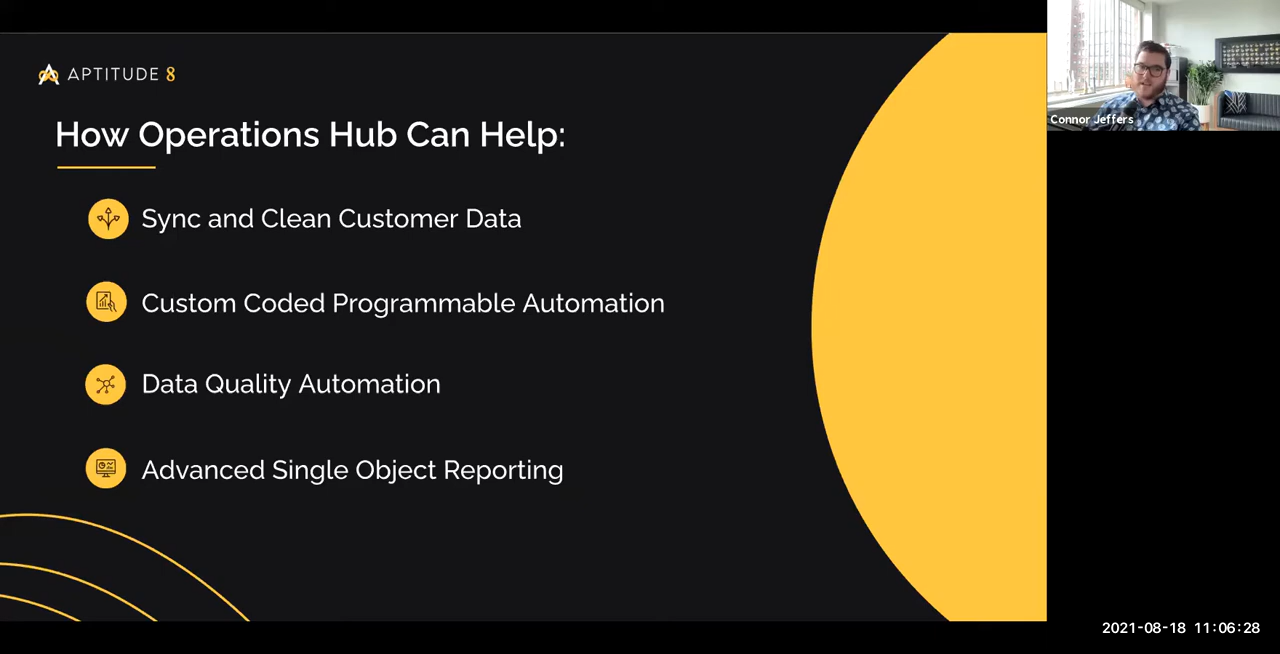 APTITUDE 8
How Operations Hub Can Help:
Sync and Clean Customer Data
Custom Coded Programmable Automation
Data Quality Automation
Advanced Single Object Reporting
Connor Jeffers
2021-08-18 11:06:28